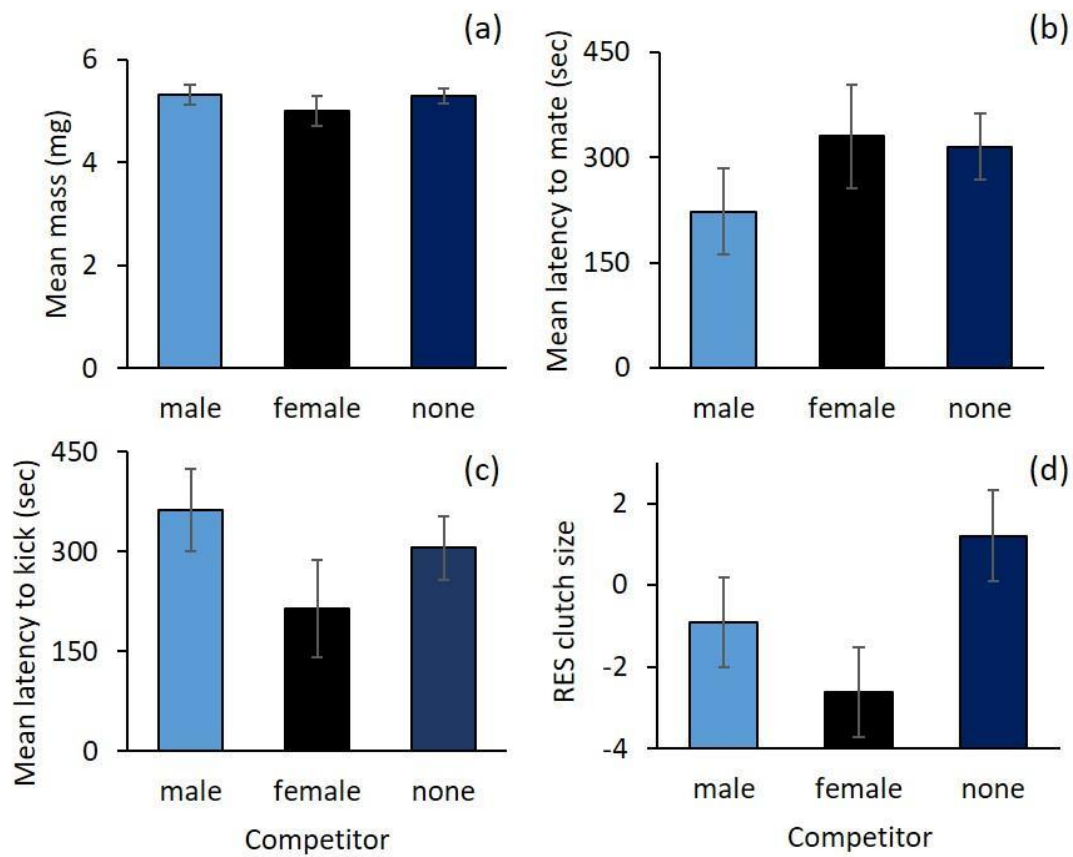 (a)
Mean mass (mg)
6
4
2
0
male female none
(b)
Mean latency to mate (sec)
450
300
150
0
male female none
(c)
Mean latency to kick (sec)
450
300
150
0
male female none
Competitor
(d)
RES clutch size
2
0
-2
-4
male female none
Competitor